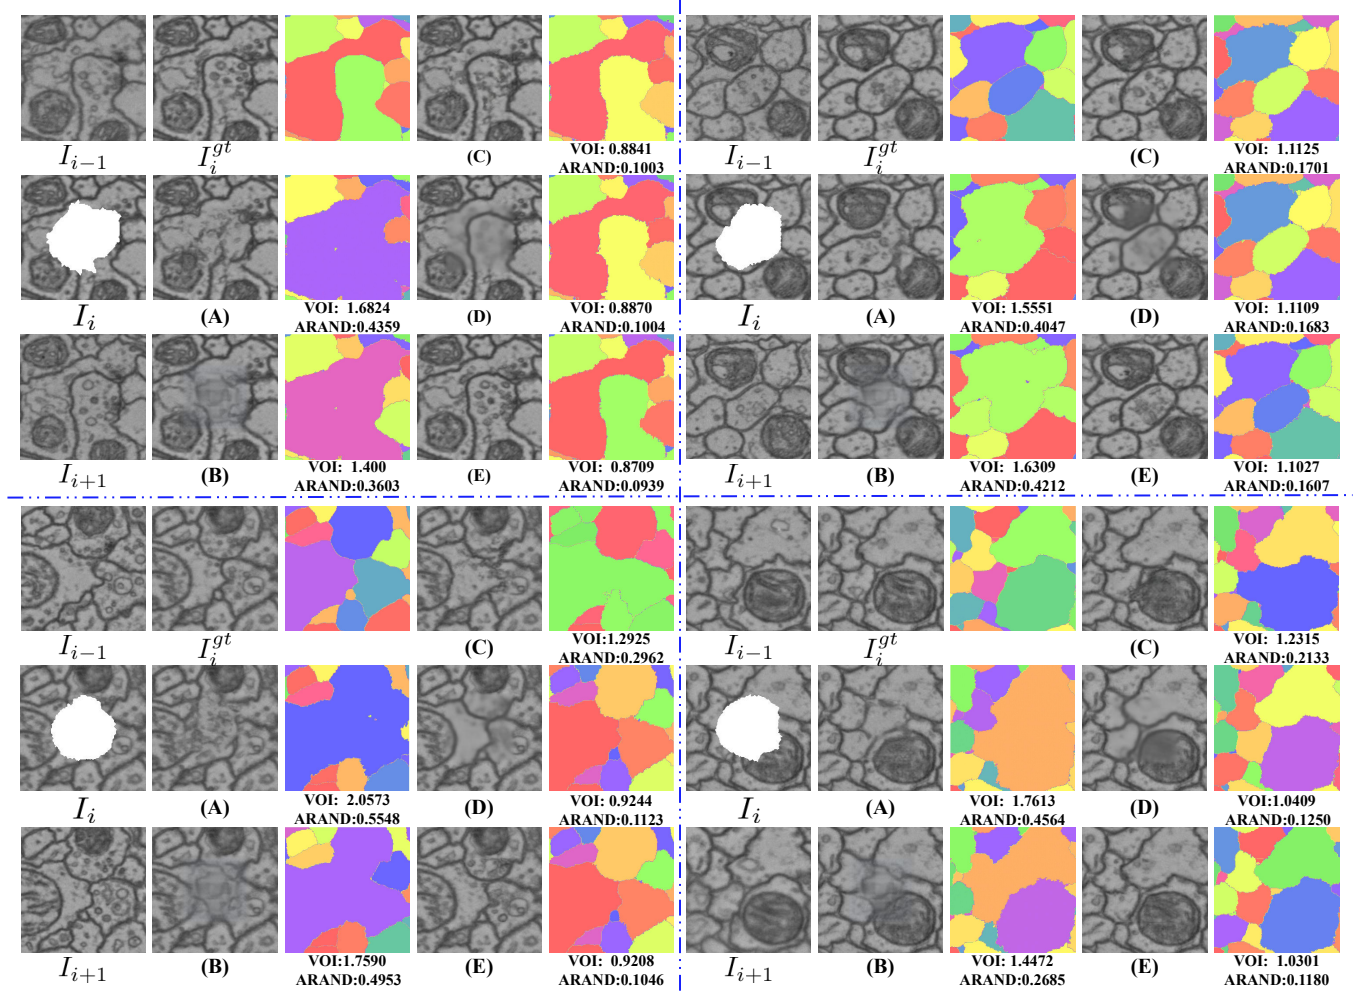 I_{i-1} I_i^{gt} (C) VOI: 0.8841
ARAND:0.1003
I_i (A) VOI: 1.6824 (D) VOI: 0.8870
ARAND:0.4359 ARAND:0.1004
I_{i+1} (B) VOI: 1.400 (E) VOI: 0.8709
ARAND:0.3603 ARAND:0.0939
I_{i-1} I_i^{gt} (C) VOI: 1.1125
ARAND:0.1701
I_i (A) VOI: 1.5551 (D) VOI: 1.1109
ARAND:0.4047 ARAND:0.1683
I_{i+1} (B) VOI: 1.6309 (E) VOI: 1.1027
ARAND:0.4212 ARAND:0.1607
I_{i-1} I_i^{gt} (C) VOI:1.2925
ARAND:0.2962
I_i (A) VOI: 2.0573 (D) VOI: 0.9244
ARAND:0.5548 ARAND:0.1123
I_{i+1} (B) VOI:1.7590 (E) VOI: 0.9208
ARAND:0.4953 ARAND:0.1046
I_{i-1} I_i^{gt} (C) VOI: 1.2315
ARAND:0.2133
I_i (A) VOI: 1.7613 (D) VOI:1.0409
ARAND:0.4564 ARAND:0.1250
I_{i+1} (B) VOI: 1.4472 (E) VOI: 1.0301
ARAND:0.2685 ARAND:0.1180